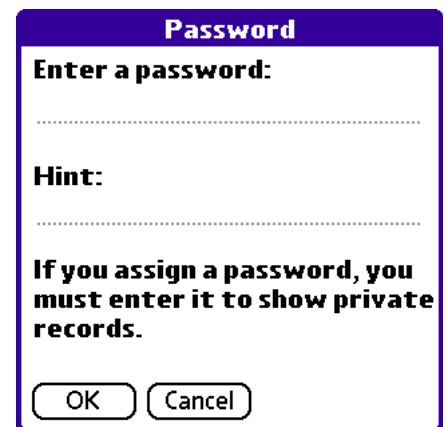 Password
Enter a password:
Hint:
If you assign a password, you
must enter it to show private
records.
OK Cancel